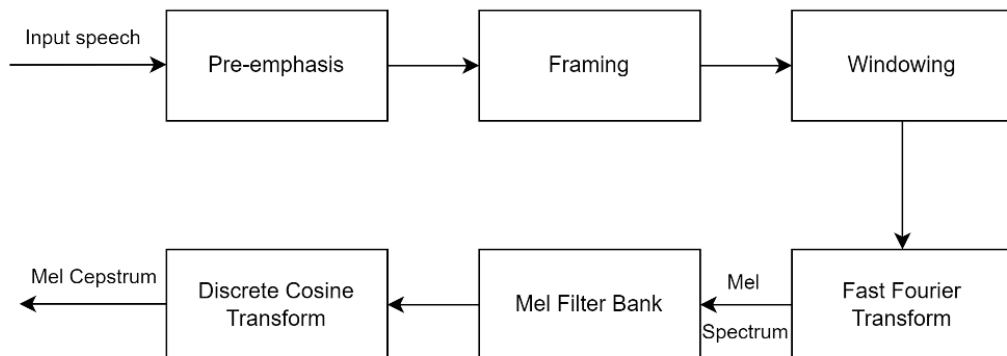 Input speech
Pre-emphasis
Framing
Windowing
Mel Cepstrum
Discrete Cosine
Transform
Mel Filter Bank
Mel
Spectrum
Fast Fourier
Transform